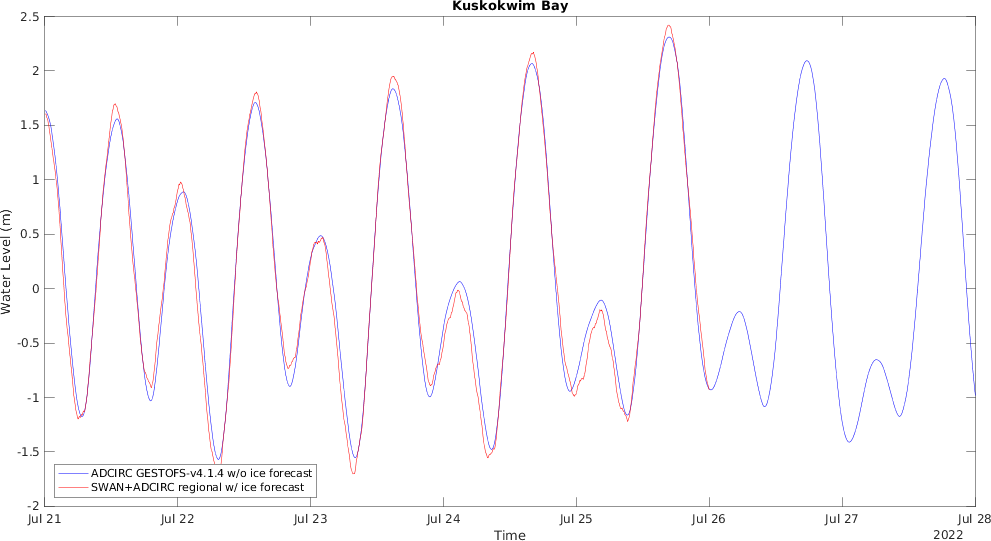 Kuskokwim Bay
2.5
2
1.5
1
0.5
0
-0.5
-1
-1.5
-2
Water Level (m)
ADCIRC GESTOFS-v4.1.4 w/o ice forecast
SWAN+ADCIRC regional w/ ice forecast
Jul 21 Jul 22 Jul 23 Jul 24 Jul 25 Jul 26 Jul 27 Jul 28
Time
2022